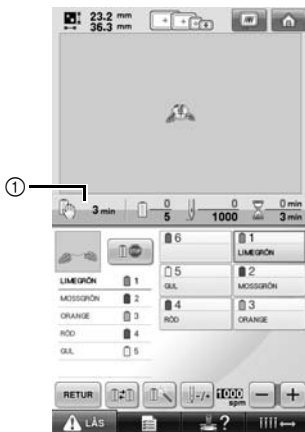 23.2 mm
36.3 mm
1
3 min
0
5
0
1000
0 min
3 min
6
1
LIMEGRÖN
5
GUL
2
MOSSGRÖN
4
RÖD
3
ORANGE
LIMEGRÖN 1
MOSSGRÖN 2
ORANGE 3
RÖD 4
GUL 5
RETUR
-/+
1000
spm
- +
LÅS
?